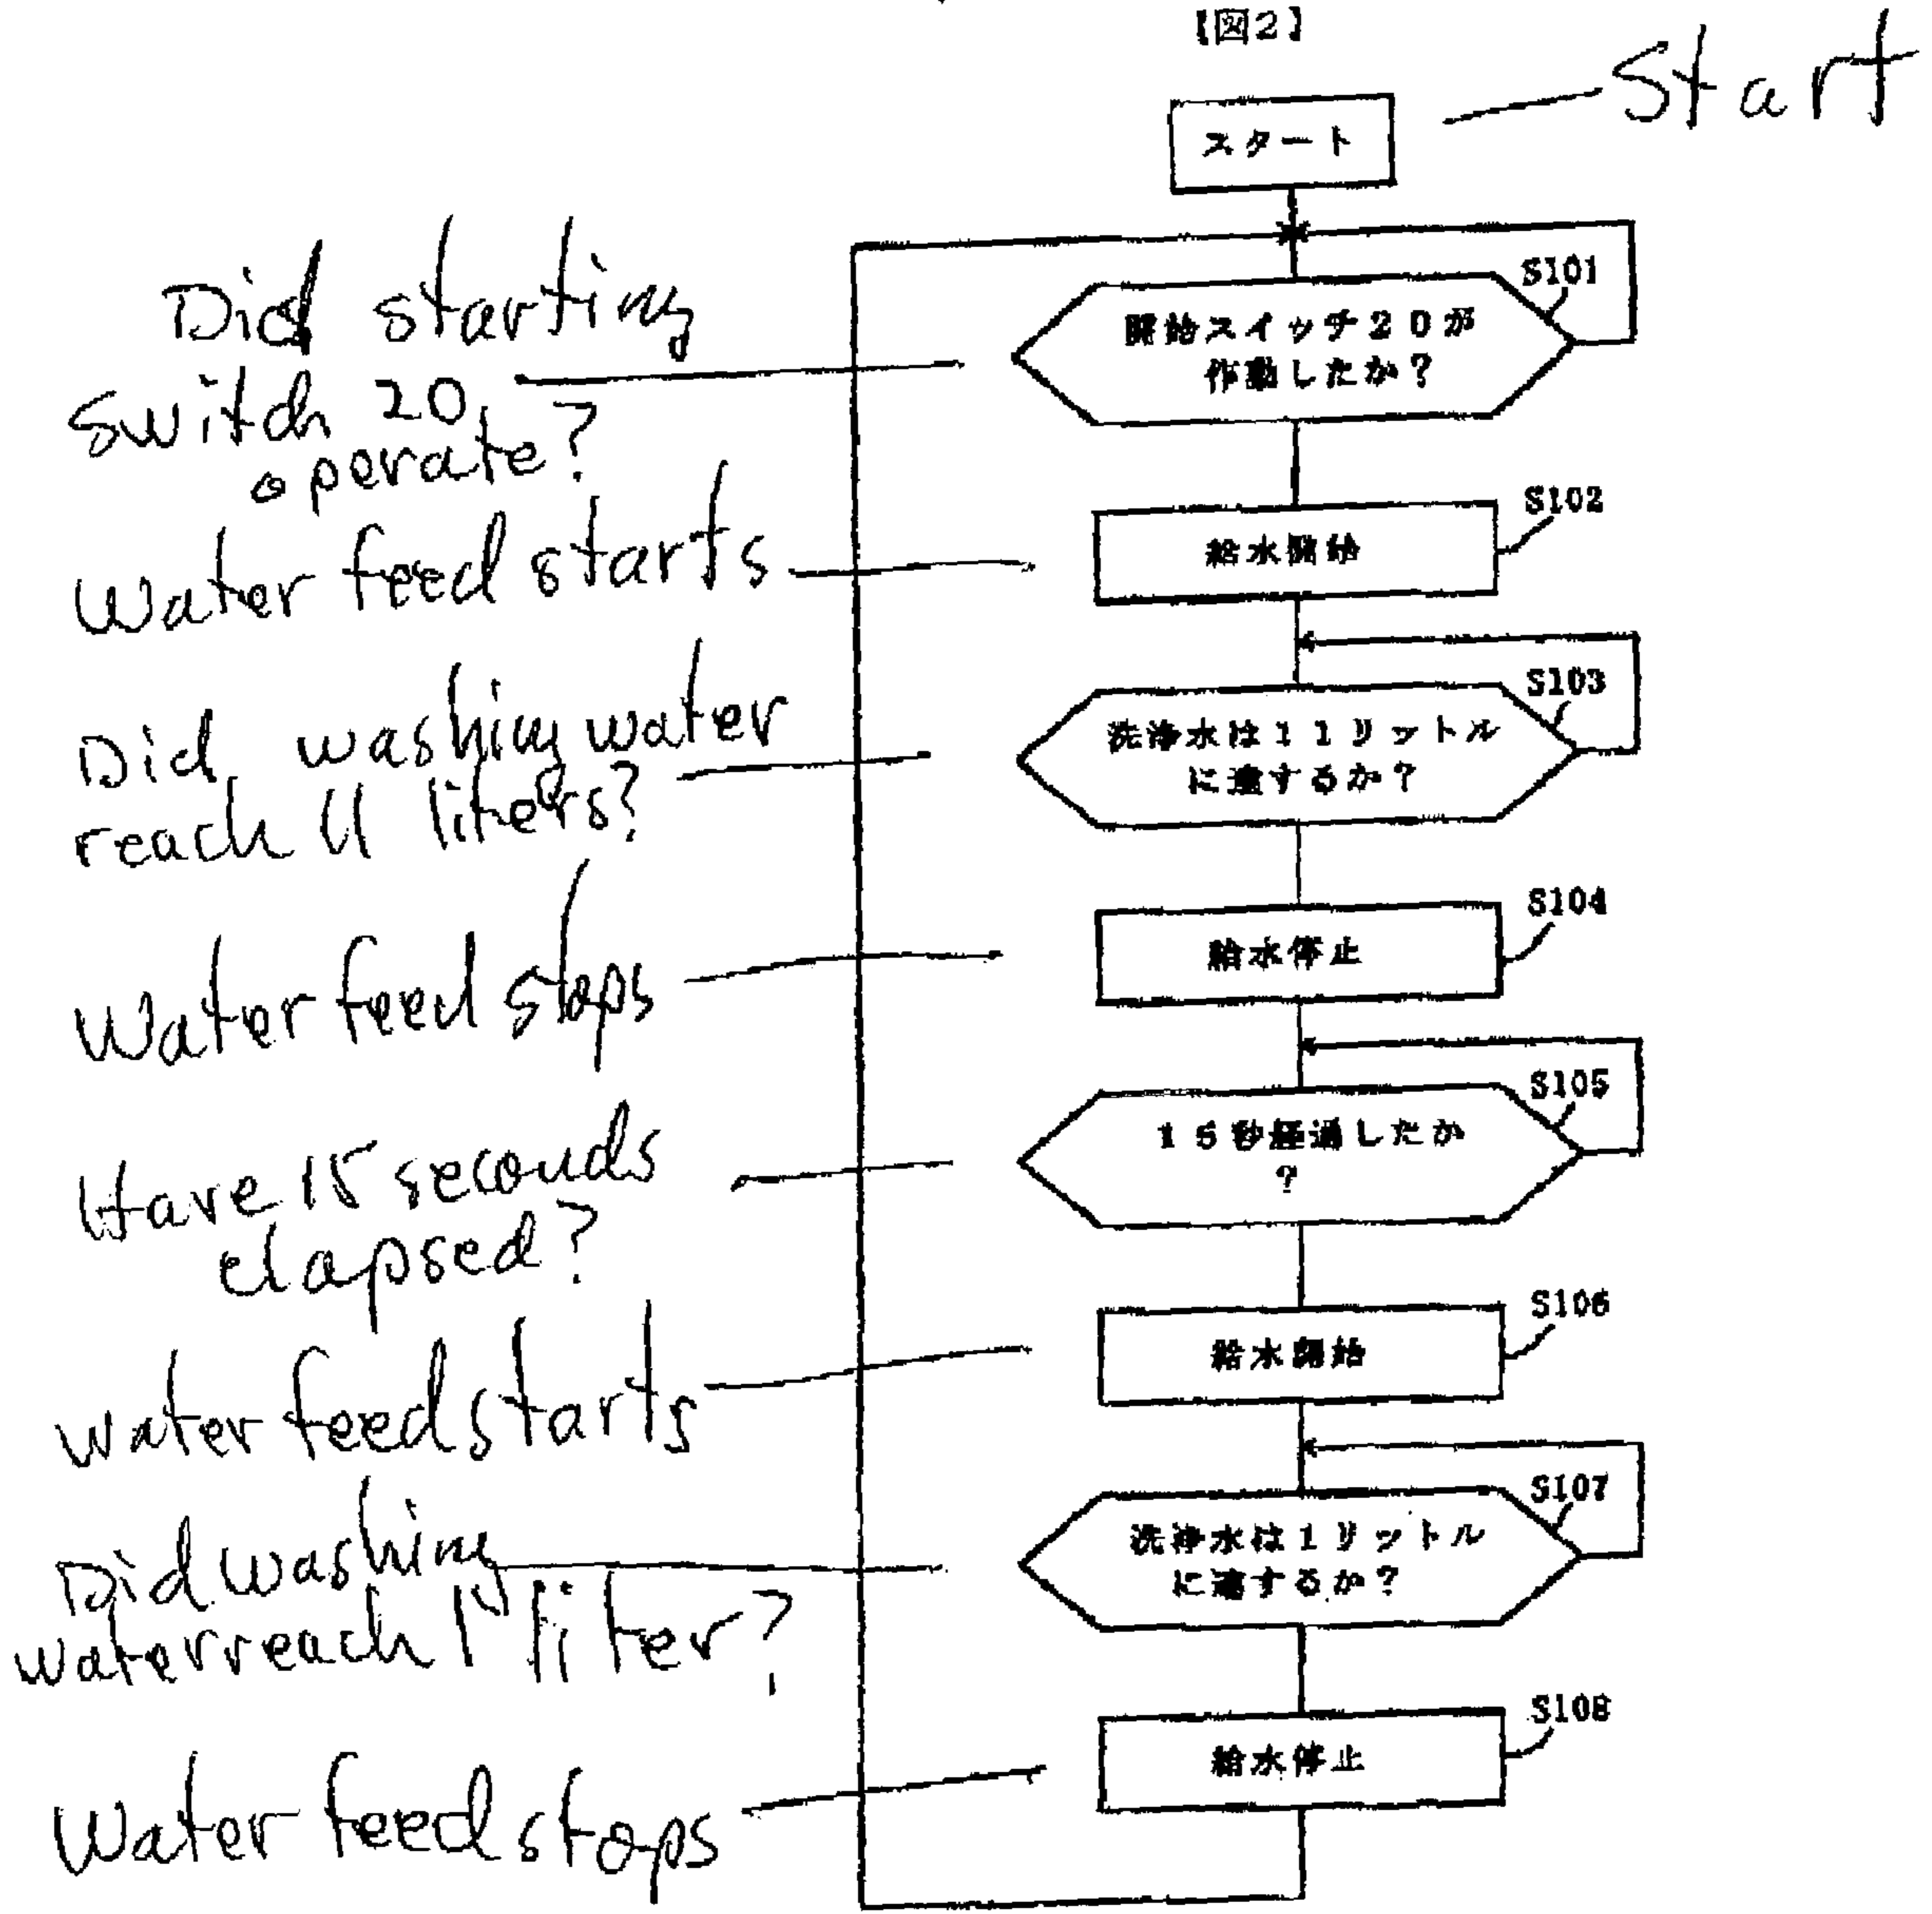 【図2】
Start
スタート
S101
Did starting
switch 20
operate?
開始スイッチ20が
作動したか?
S102
Water feed starts
給水開始
S103
Did washing water
reach 11 liters?
洗浄水は11リットル
に達するか?
S104
Water feed stops
給水停止
S105
Have 15 seconds
elapsed?
15秒経過したか
?
S106
Water feed starts
給水開始
S107
Did washing
water reach 1 liter?
洗浄水は1リットル
に達するか?
S108
Water feed stops
給水停止